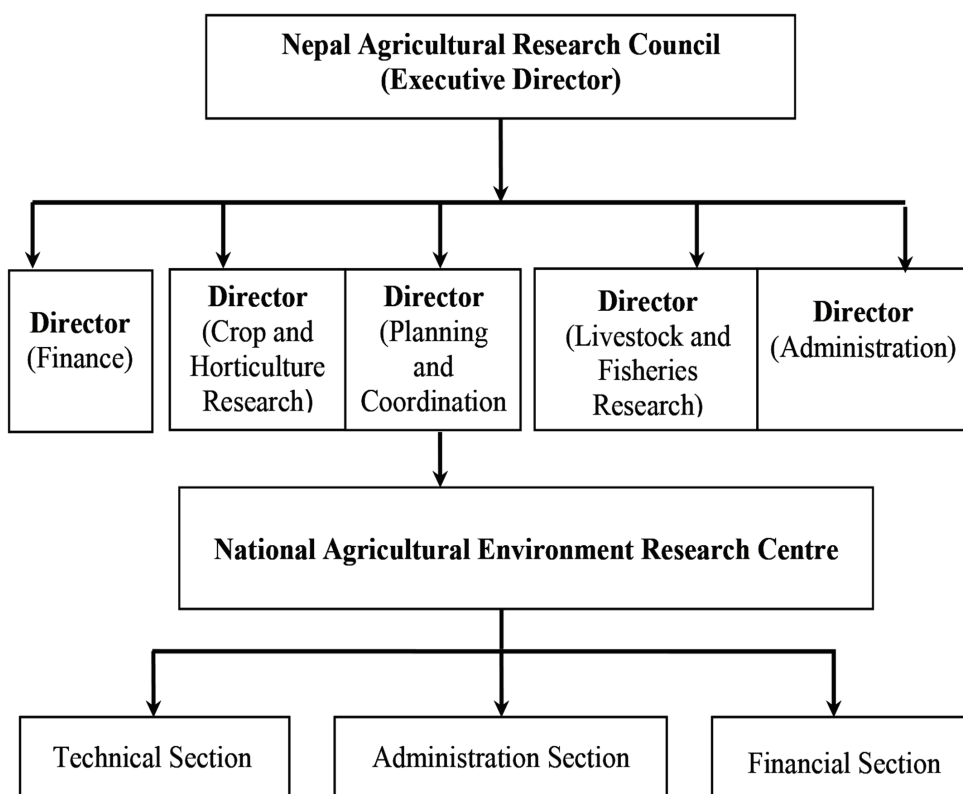 Nepal Agricultural Research Council
(Executive Director)
Director
(Finance)
Director
(Crop and
Horticulture
Research)
Director
(Planning
and
Coordination
Director
(Livestock and
Fisheries
Research)
Director
(Administration)
National Agricultural Environment Research Centre
Technical Section
Administration Section
Financial Section